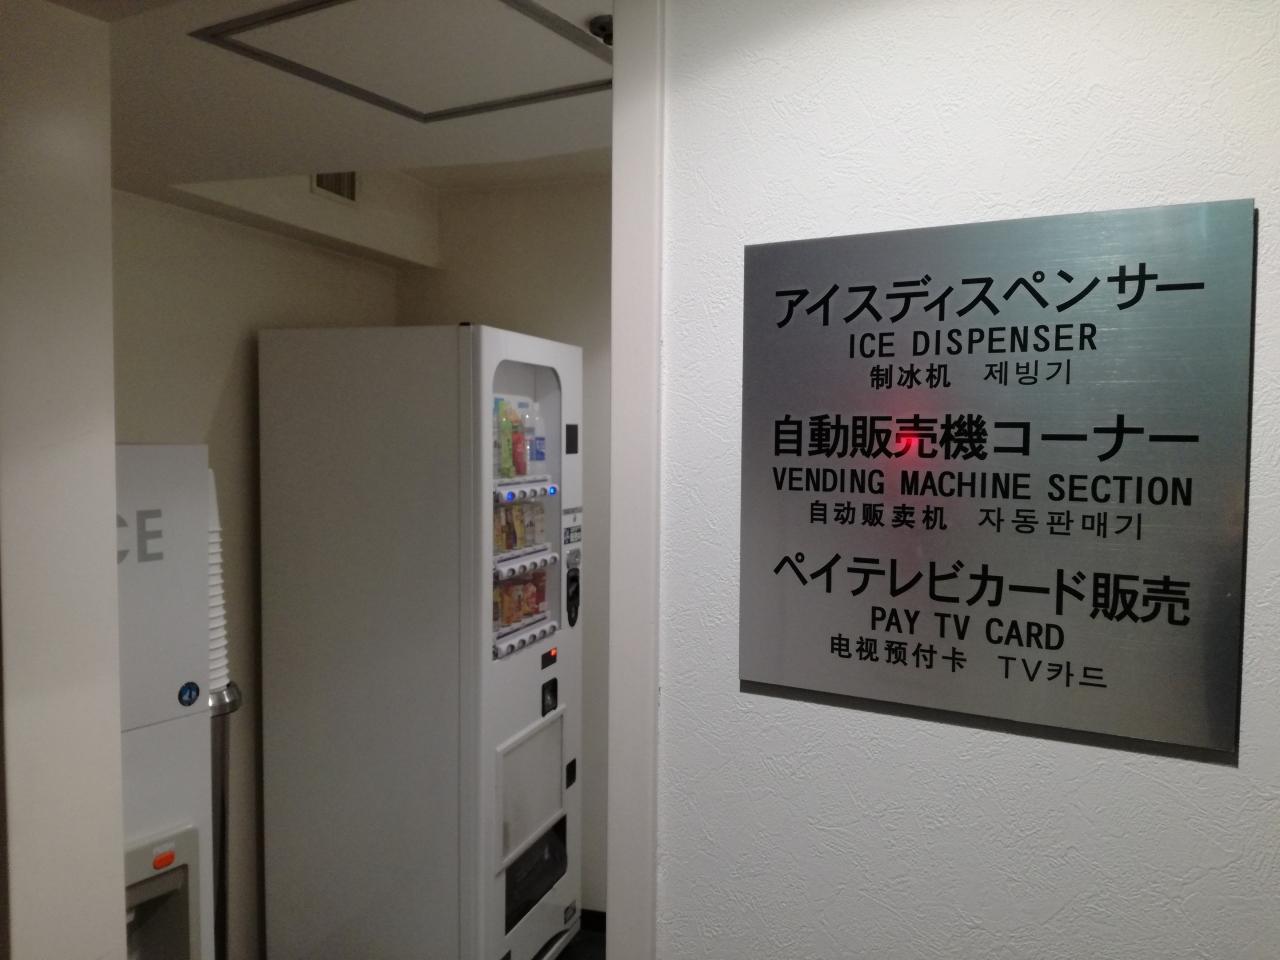 アイスディスペンサー
ICE DISPENSER
制冰机 제빙기
自動販売機コーナー
VENDING MACHINE SECTION
自动贩卖机 자동판매기
ペイテレビカード販売
PAY TV CARD
电视预付卡 TV카드
CE